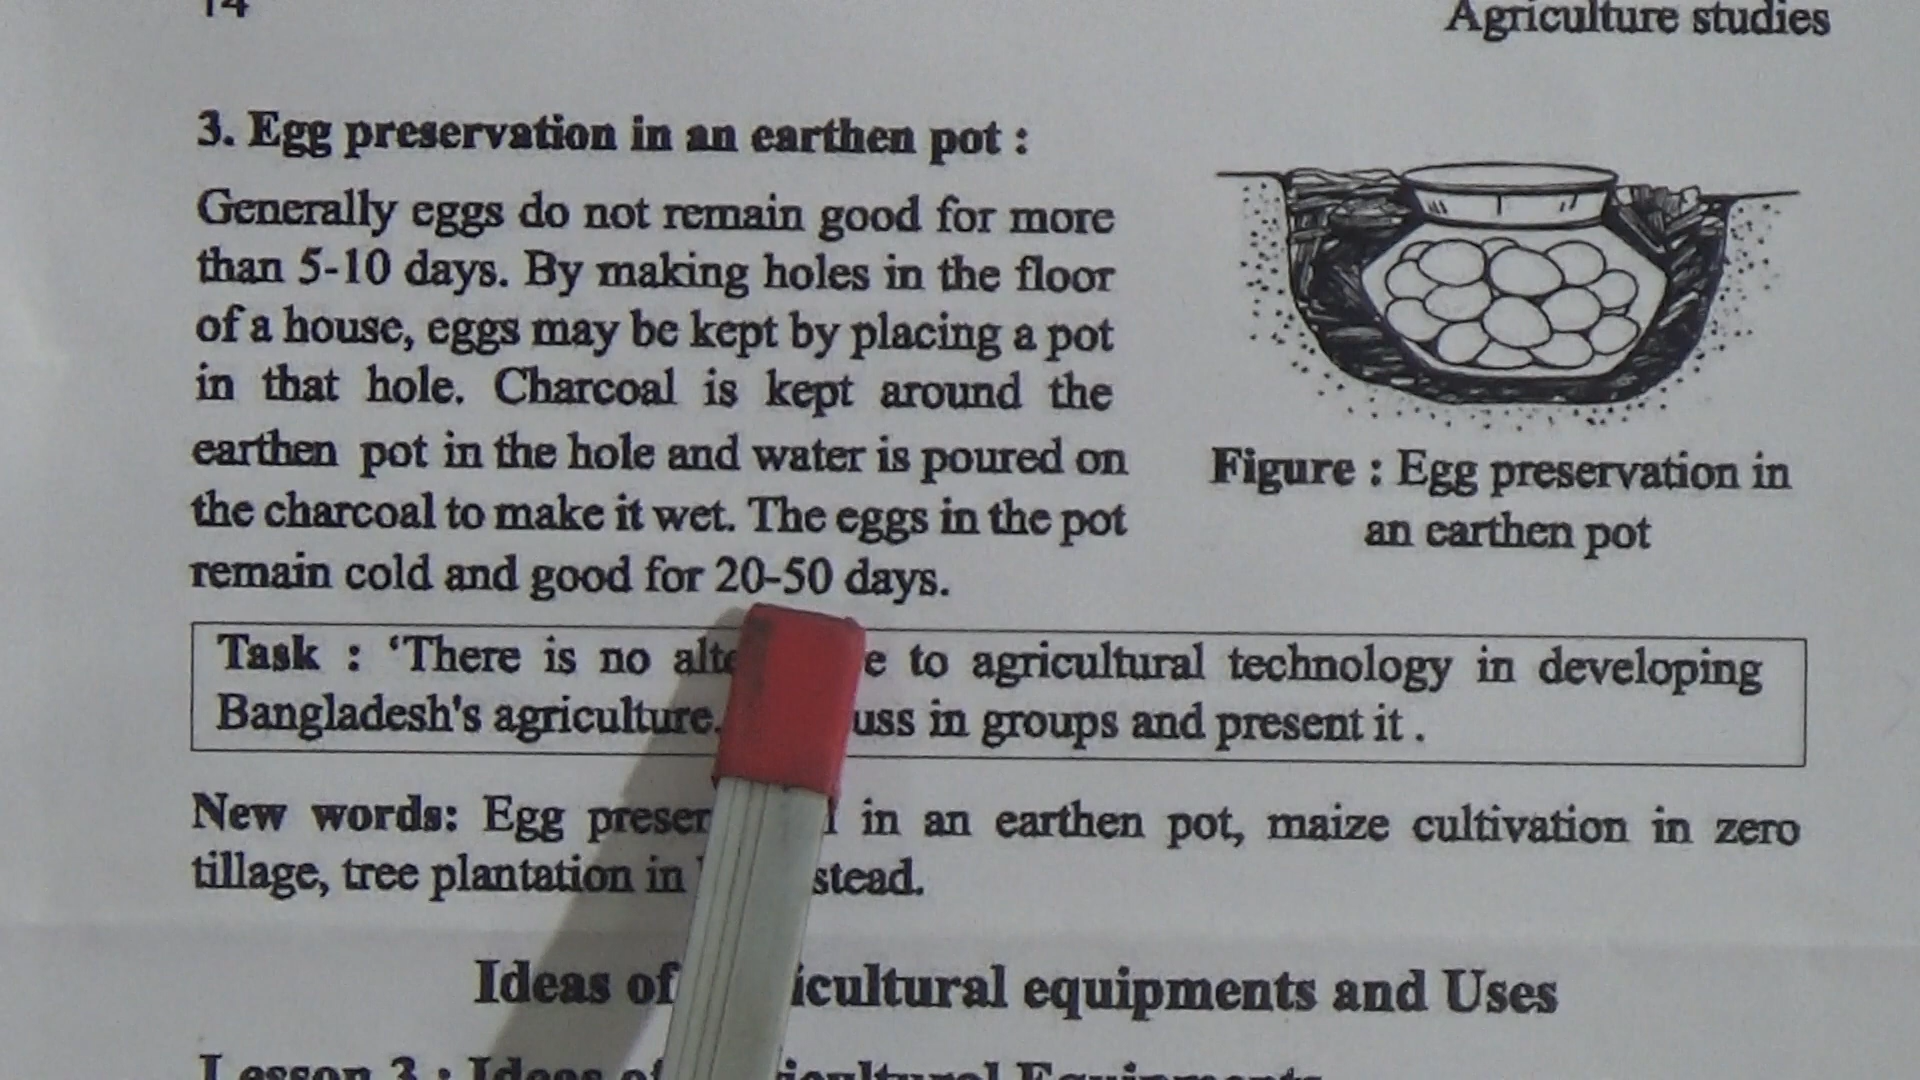 14
Agriculture studies
3. Egg preservation in an earthen pot :
Generally eggs do not remain good for more
than 5-10 days. By making holes in the floor
of a house, eggs may be kept by placing a pot
in that hole. Charcoal is kept around the
earthen pot in the hole and water is poured on
the charcoal to make it wet. The eggs in the pot
remain cold and good for 20-50 days.
Figure : Egg preservation in
an earthen pot
Task : ‘There is no to agricultural technology in developing
Bangladesh's agriculture. in groups and present it .
New words: Egg in an earthen pot, maize cultivation in zero
tillage, tree plantation in
Ideas of equipments and Uses
Lesson 3 : Ideas of Equipments